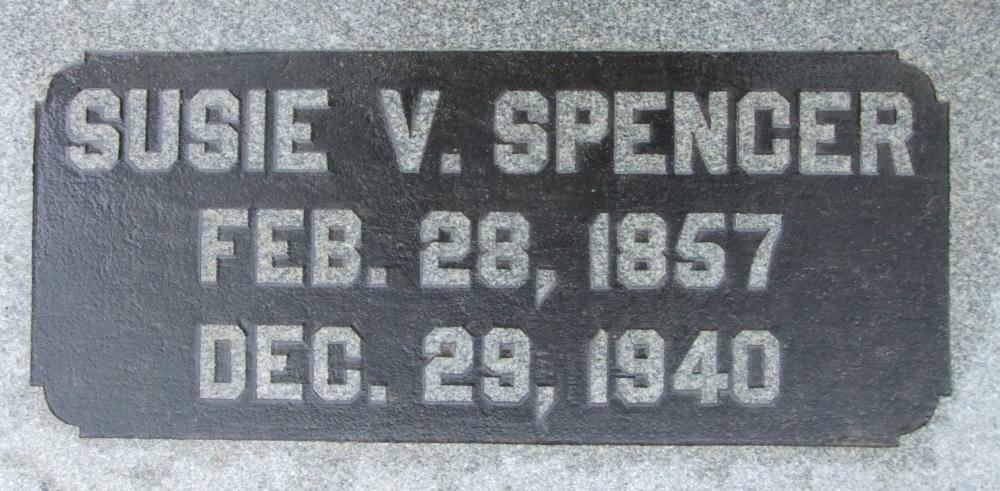 SUSIE V. SPENCER
FEB. 28, 1857
DEC. 29, 1940